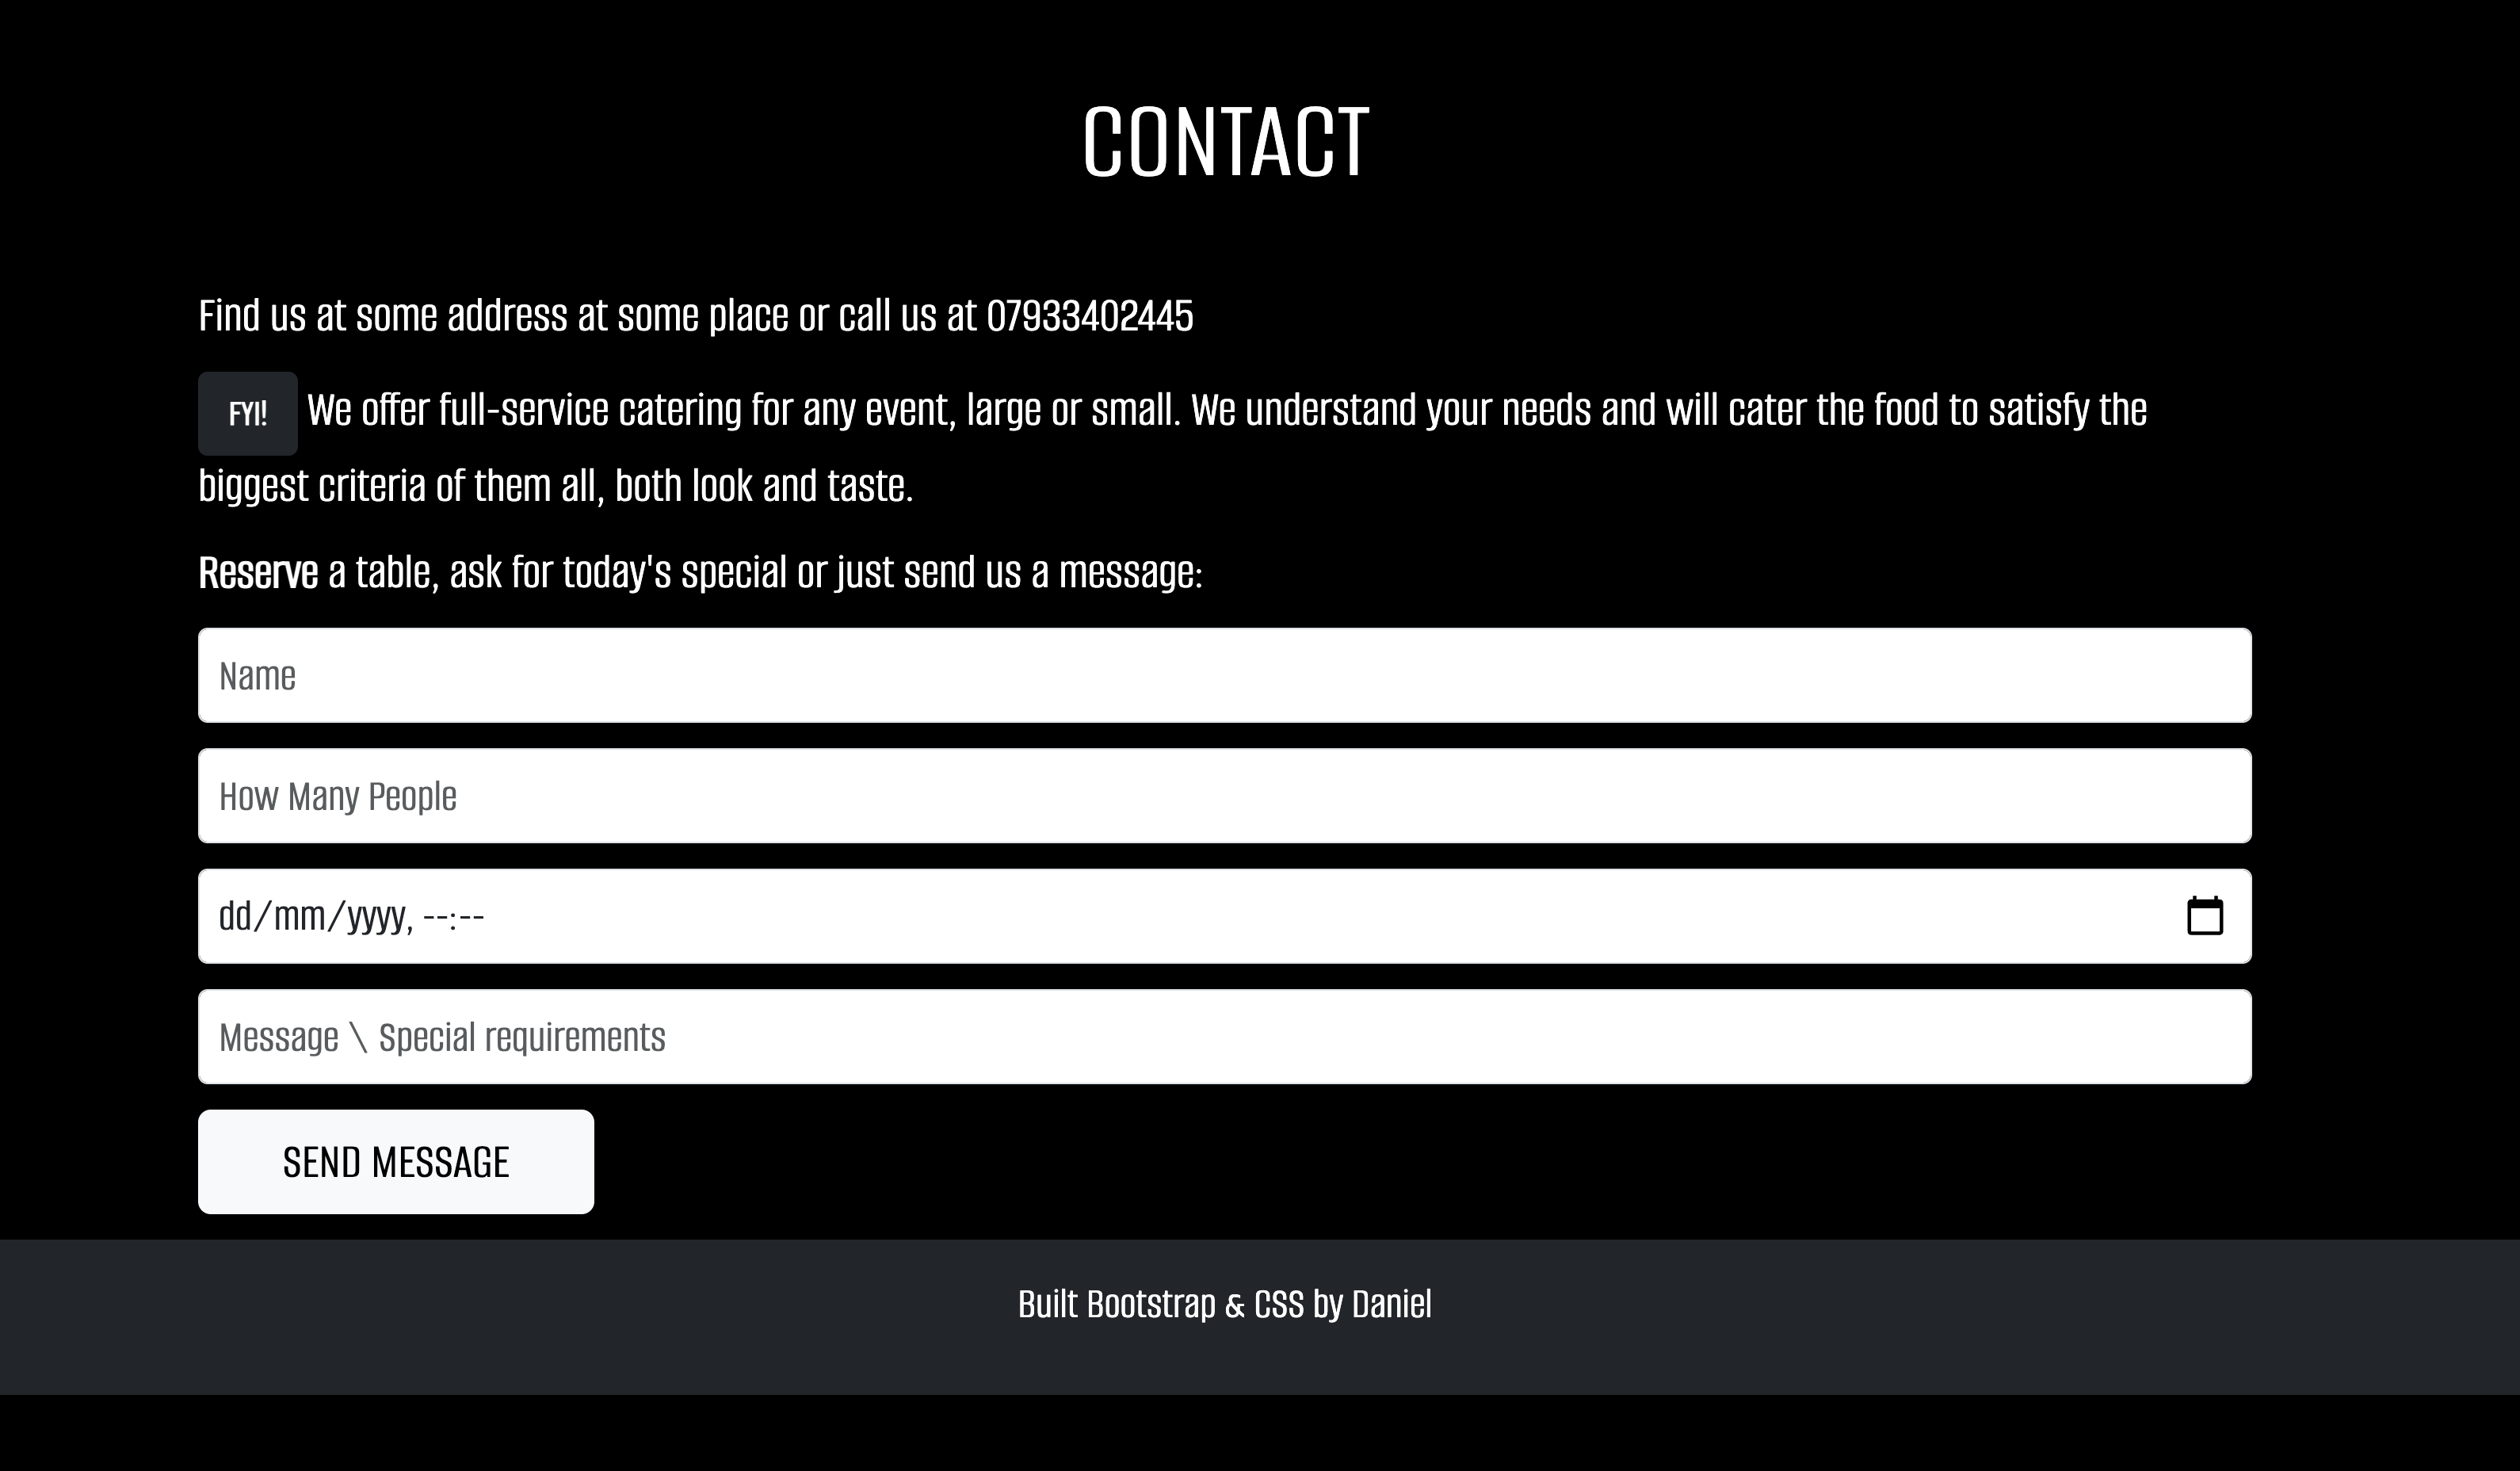 CONTACT
Find us at some address at some place or call us at 07933402445
FYI! We offer full-service catering for any event, large or small. We understand your needs and will cater the food to satisfy the
biggest criteria of them all, both look and taste.
Reserve a table, ask for today's special or just send us a message:
Name
How Many People
dd/mm/yyyy, --:--
Message \ Special requirements
SEND MESSAGE
Built Bootstrap & CSS by Daniel